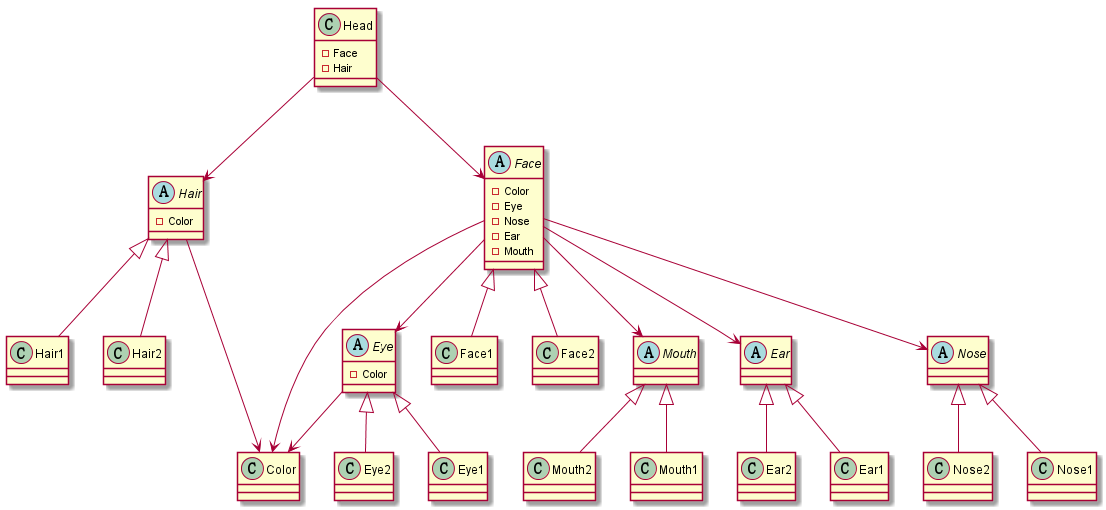 C Head
Face
Hair
A Hair
Color
A Face
Color
Eye
Nose
Ear
Mouth
C Hair1
C Hair2
A Eye
Color
C Face1
C Face2
A Mouth
A Ear
A Nose
C Color
C Eye2
C Eye1
C Mouth2
C Mouth1
C Ear2
C Ear1
C Nose2
C Nose1